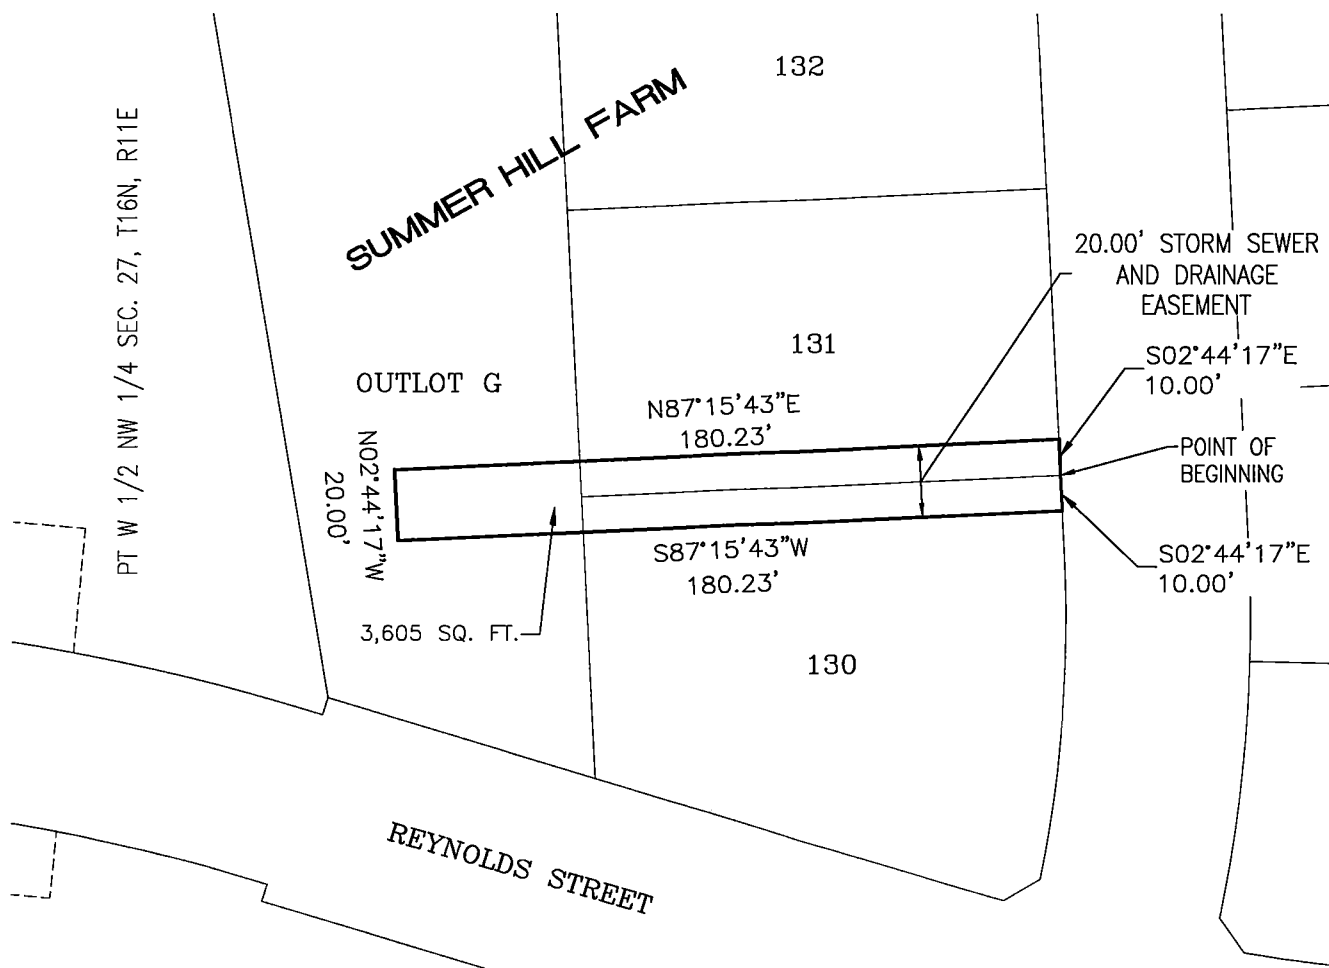 132
SUMMER HILL FARM
PT W 1/2 NW 1/4 SEC. 27, T16N, R11E
20.00' STORM SEWER
AND DRAINAGE
EASEMENT
131
S02°44'17"E
10.00'
OUTLOT G
N87°15'43"E
180.23'
POINT OF
BEGINNING
N02°44'17"W
20.00'
S87°15'43"W
180.23'
S02°44'17"E
10.00'
3,605 SQ. FT.
130
REYNOLDS STREET